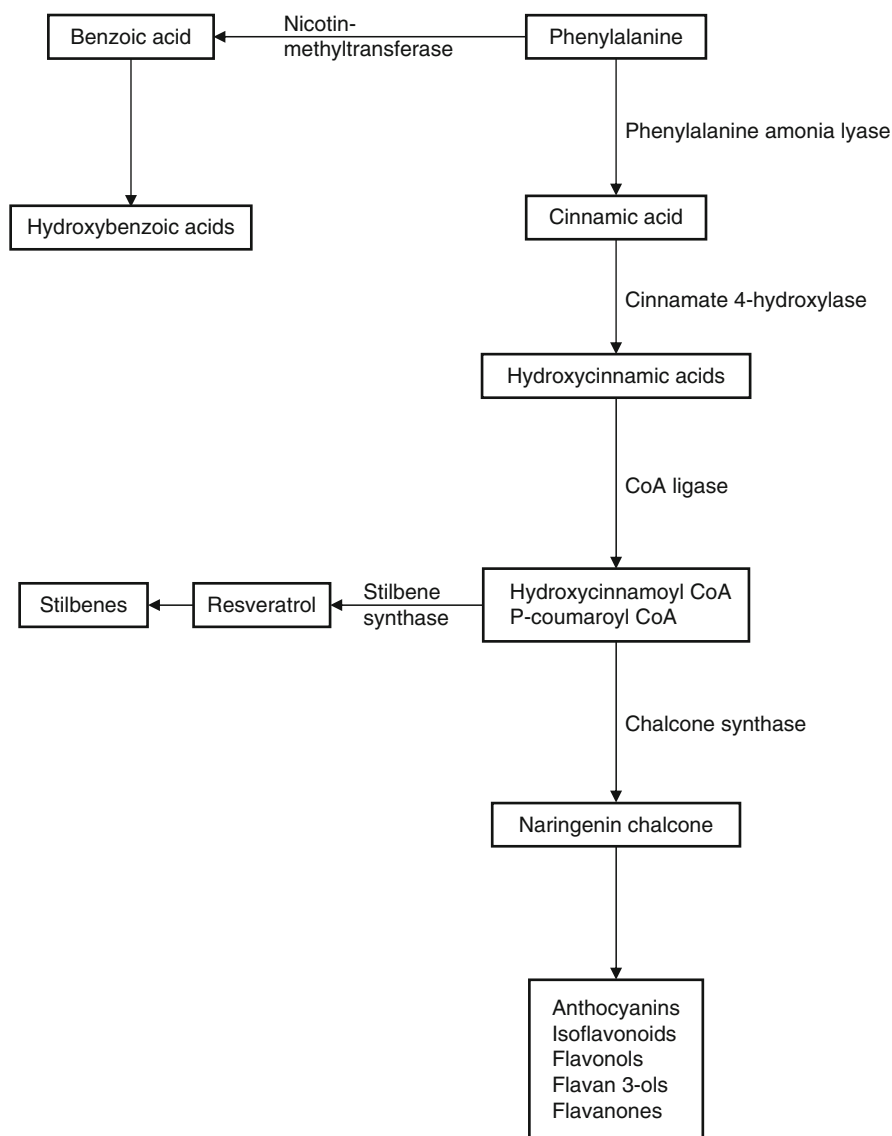 Benzoic acid
Nicotin-
methyltransferase
Phenylalanine
Phenylalanine amonia lyase
Hydroxybenzoic acids
Cinnamic acid
Cinnamate 4-hydroxylase
Hydroxycinnamic acids
CoA ligase
Stilbenes
Resveratrol
Stilbene
synthase
Hydroxycinnamoyl CoA
P-coumaroyl CoA
Chalcone synthase
Naringenin chalcone
Anthocyanins
Isoflavonoids
Flavonols
Flavan 3-ols
Flavanones